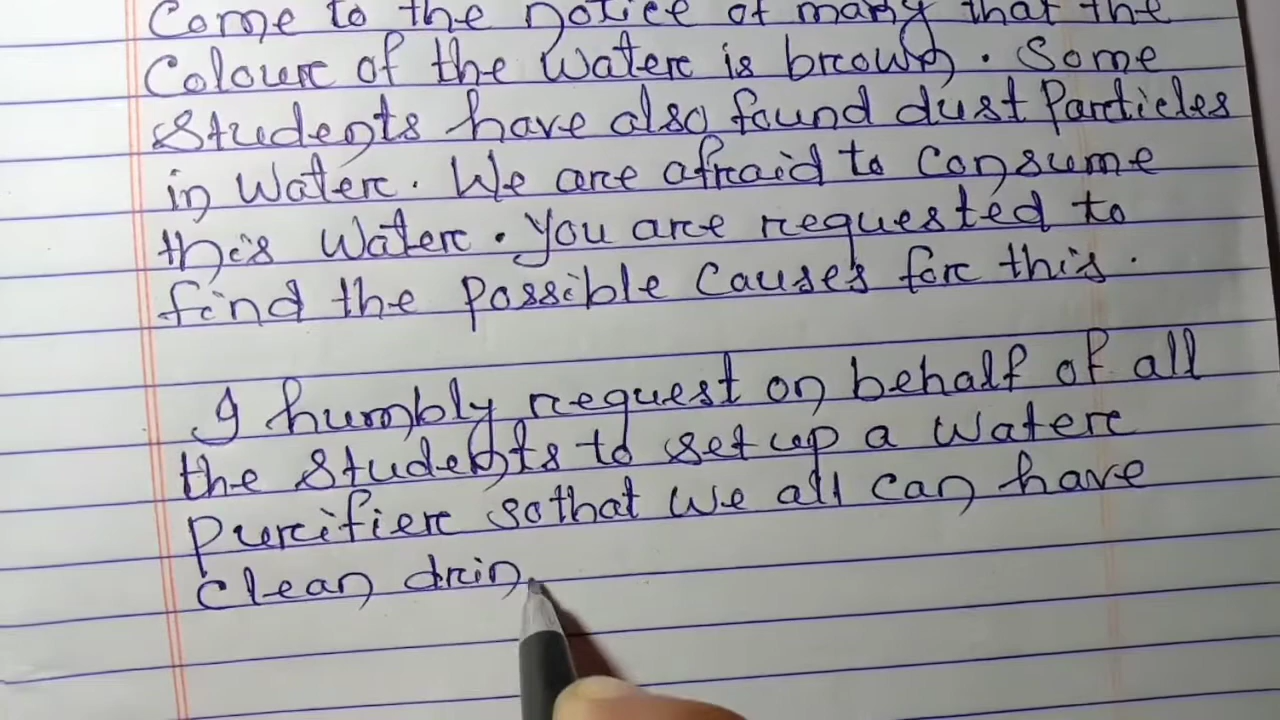 Come to the notice of many that the
Colour of the Water is brown. Some
Students have also found dust Particles
in Water. We are afraid to Consume
this Water. You are requested to
find the possible Causes for this.
I humbly request on behalf of all
the Students to set up a Water
Purifier sothat we all can have
Clean drin